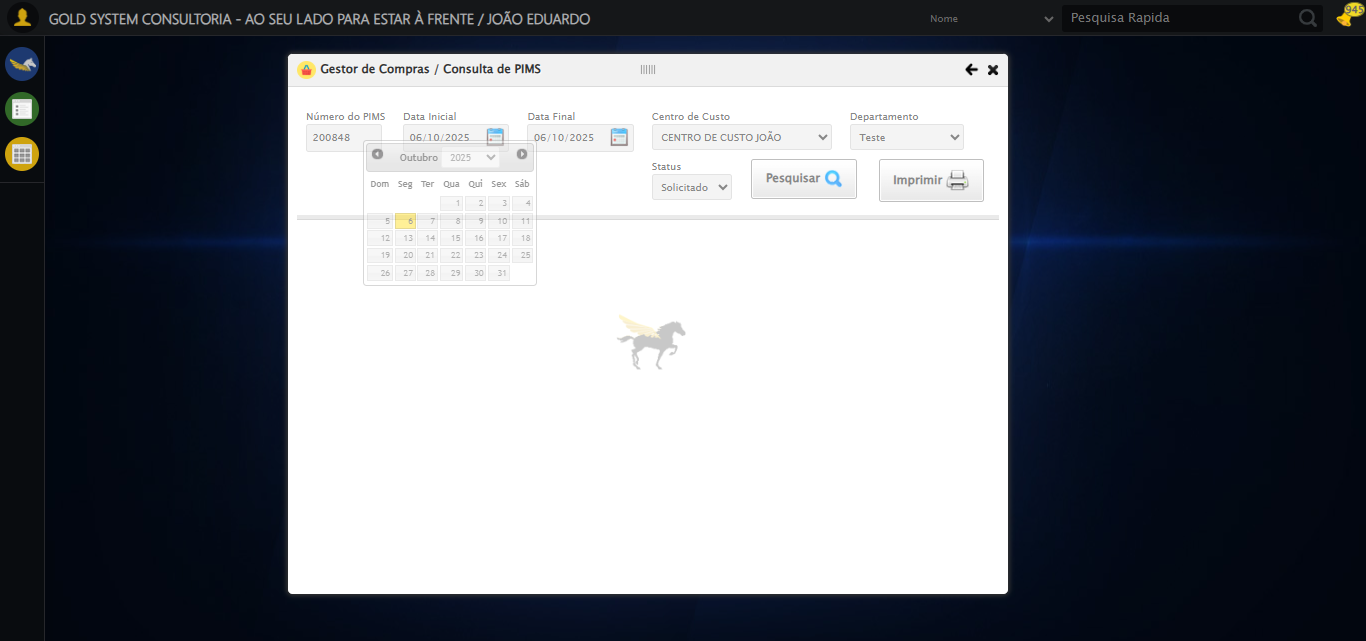 GOLD SYSTEM CONSULTORIA - AO SEU LADO PARA ESTAR À FRENTE / JOÃO EDUARDO
Nome
Pesquisa Rapida
945
Gestor de Compras / Consulta de PIMS
Número do PIMS
Data Inicial
Data Final
Centro de Custo
Departamento
200848
06/10/2025
06/10/2025
CENTRO DE CUSTO JOÃO
Teste
Status
Solicitado
Pesquisar
Imprimir
Outubro 2025
Dom Seg Ter Qua Qui Sex Sáb
1 2 3 4
5 6 7 8 9 10 11
12 13 14 15 16 17 18
19 20 21 22 23 24 25
26 27 28 29 30 31